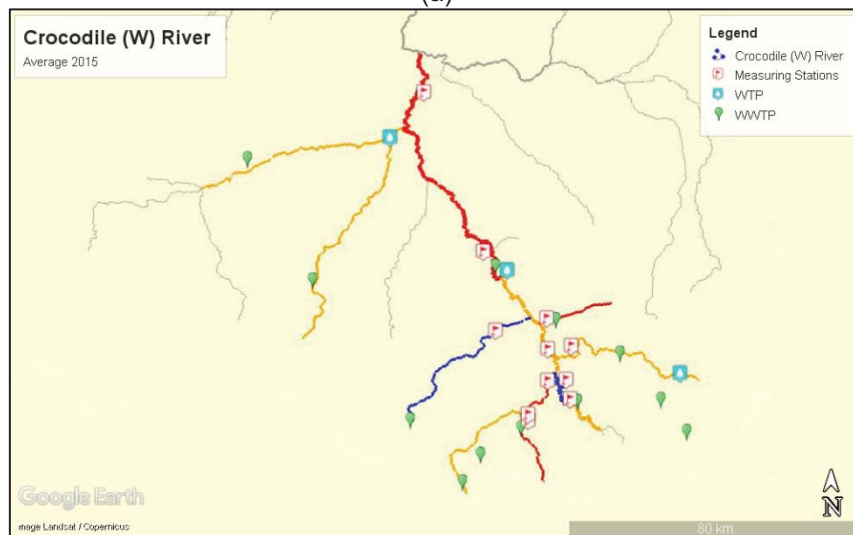 (a)
Crocodile (W) River
Average 2015
Legend
Crocodile (W) River
Measuring Stations
WTP
WWTP
Google Earth
mage Landsat / Copernicus
N
80 km